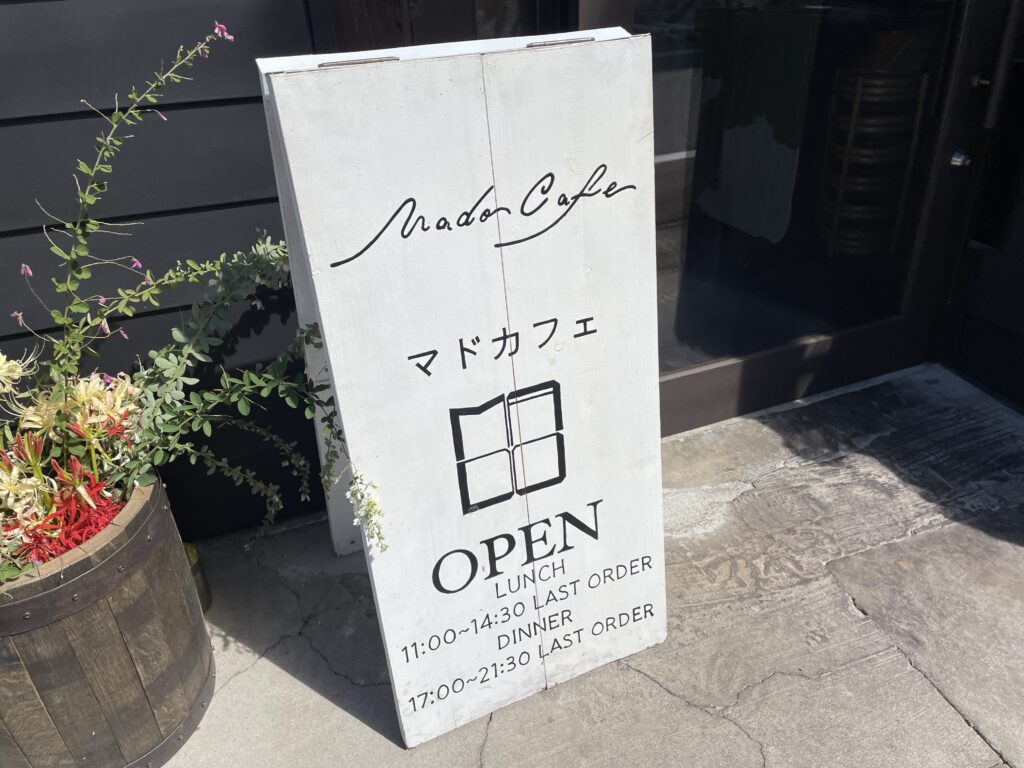 Mado Cafe
マドカフェ
OPEN
LUNCH
11:00~14:30 LAST ORDER
DINNER
17:00~21:30 LAST ORDER